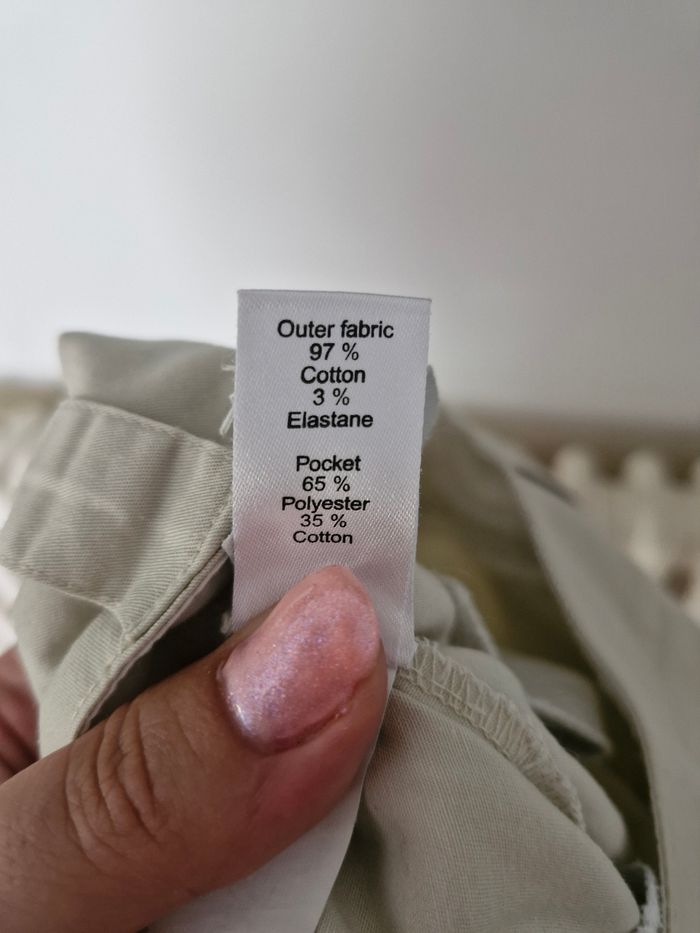 Outer fabric
97 %
Cotton
3 %
Elastane
Pocket
65 %
Polyester
35 %
Cotton